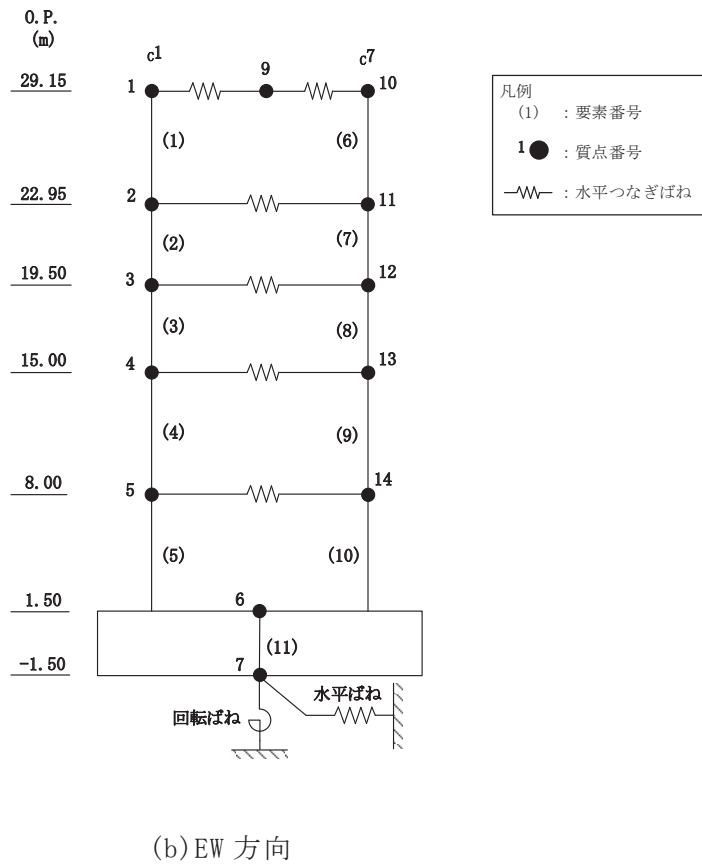 O.P.
(m)
c1
c7
29.15
1
9
10
(1)
(6)
22.95
2
11
(2)
(7)
19.50
3
12
(3)
(8)
15.00
4
13
(4)
(9)
8.00
5
14
(5)
(10)
1.50
6
(11)
-1.50
7
水平ばね
回転ばね
凡例
(1) : 要素番号
1 : 質点番号
: 水平つなぎばね
(b)EW 方向